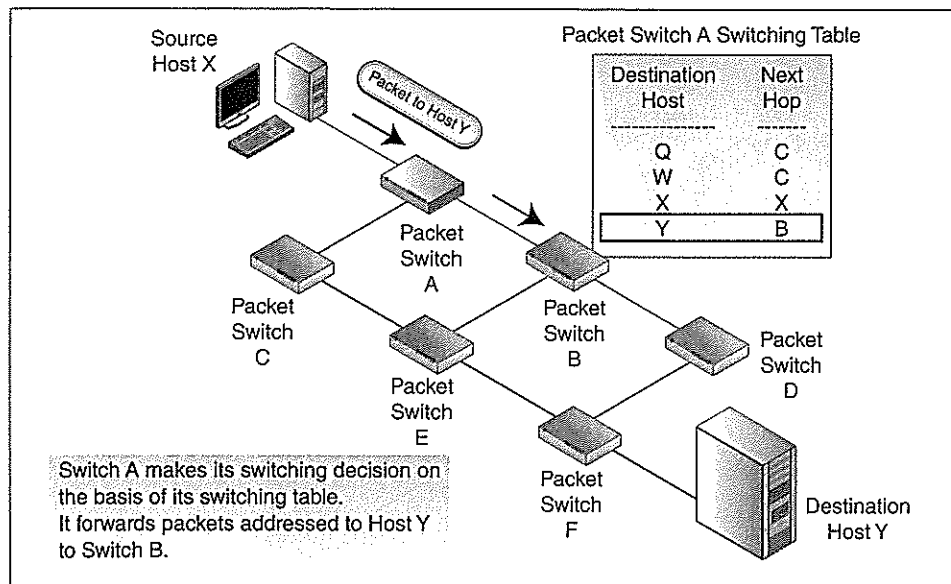 Source
Host X
Packet to Host Y
Packet Switch A Switching Table
Destination Next
Host Hop
Q C
W C
X X
Y B
Packet
Switch
A
Packet
Switch
C
Packet
Switch
B
Packet
Switch
E
Packet
Switch
D
Packet
Switch
F
Destination
Host Y
Switch A makes its switching decision on
the basis of its switching table.
It forwards packets addressed to Host Y
to Switch B.